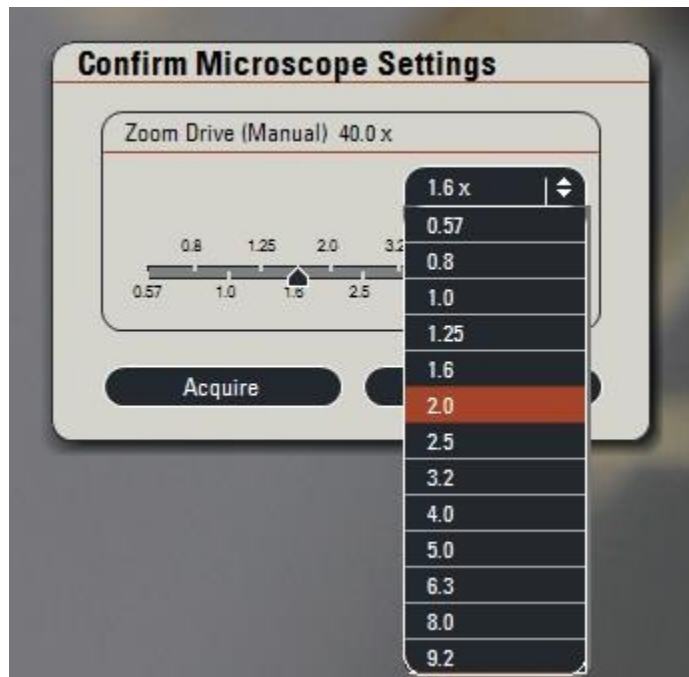 Confirm Microscope Settings
Zoom Drive (Manual) 40.0 x
1.6 x
0.8 1.25 2.0 3.2
0.57 1.0 1.6 2.5
0.57
0.8
1.0
1.25
1.6
2.0
2.5
3.2
4.0
5.0
6.3
8.0
9.2
Acquire